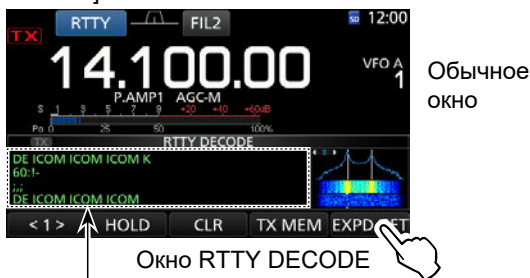 RTTY FIL2 12:00
TX
14.100.00 VFO A
1
P.AMP1 AGC-M
S 1 3 5 7 9 +20 +40 +60dB
Po 0 25 50 100%
TX RTTY DECODE
DE ICOM ICOM ICOM K
60:!-
;;
DE ICOM ICOM ICOM
< 1 > HOLD CLR TX MEM EXPD
Обычное
окно
Окно RTTY DECODE